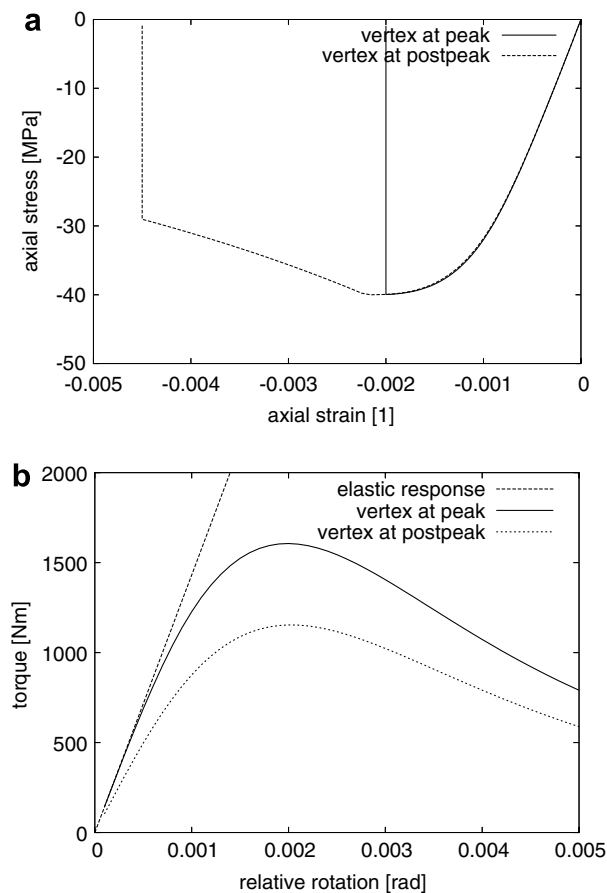 a
0
-10
-20
-30
-40
-50
axial stress [MPa]
vertex at peak
vertex at postpeak
-0.005 -0.004 -0.003 -0.002 -0.001 0
axial strain [1]
b
2000
1500
1000
500
0
torque [Nm]
elastic response
vertex at peak
vertex at postpeak
0 0.001 0.002 0.003 0.004 0.005
relative rotation [rad]